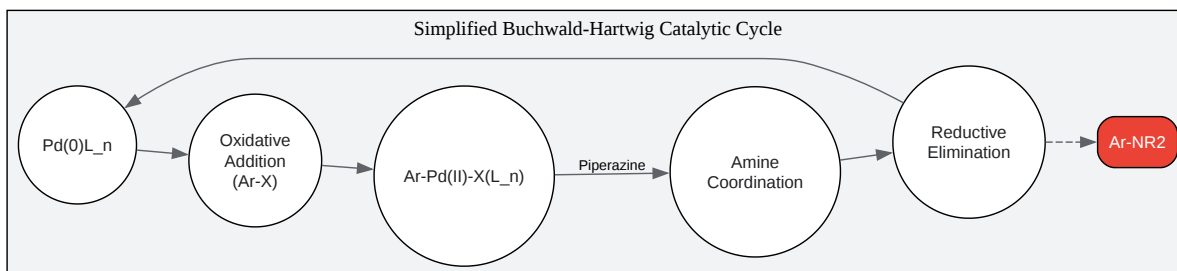 Simplified Buchwald-Hartwig Catalytic Cycle
Pd(0)L_n
Oxidative
Addition
(Ar-X)
Ar-Pd(II)-X(L_n)
Piperazine
Amine
Coordination
Reductive
Elimination
Ar-NR2